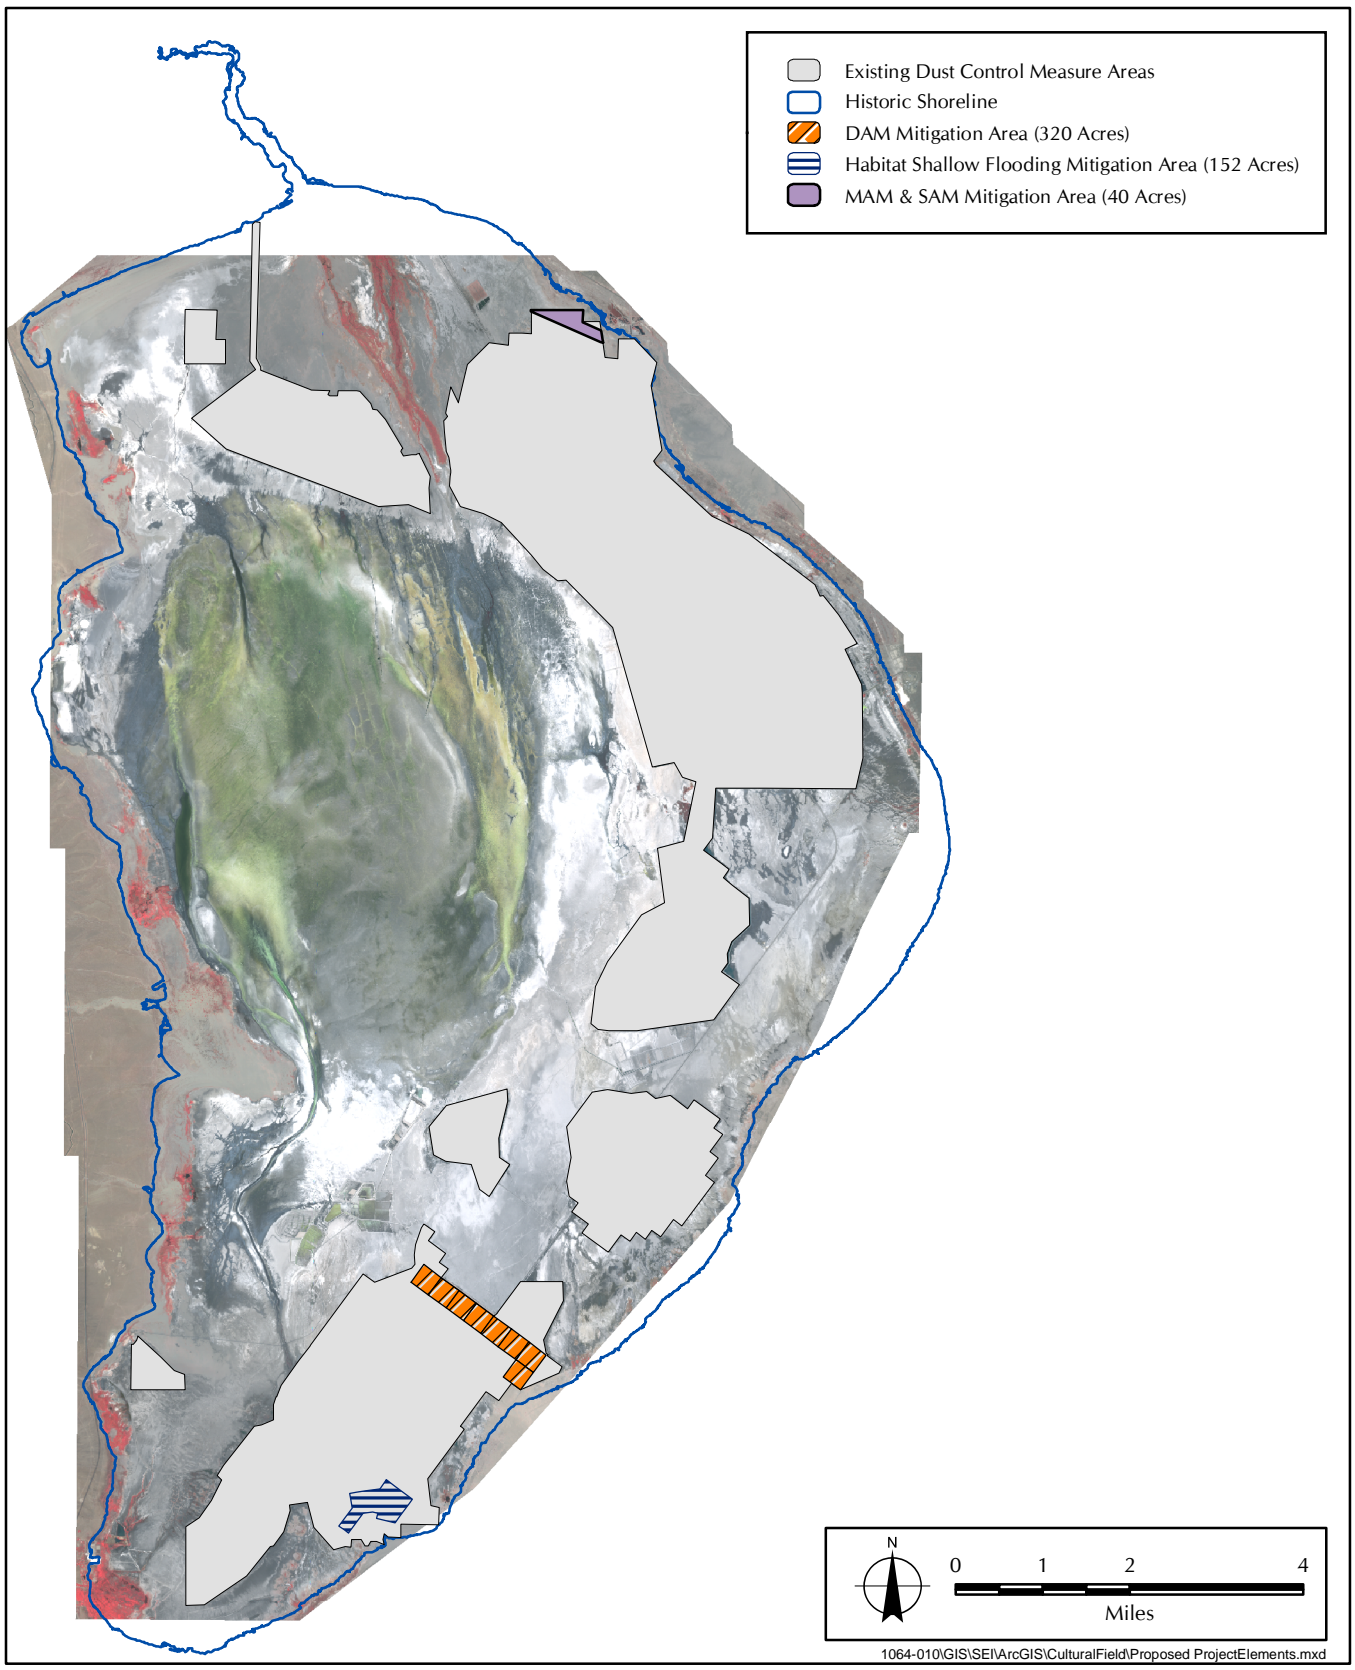 Existing Dust Control Measure Areas
Historic Shoreline
DAM Mitigation Area (320 Acres)
Habitat Shallow Flooding Mitigation Area (152 Acres)
MAM & SAM Mitigation Area (40 Acres)
N
0 1 2 4
Miles
1064-010\GIS\SEI\ArcGIS\CulturalField\Proposed ProjectElements.mxd